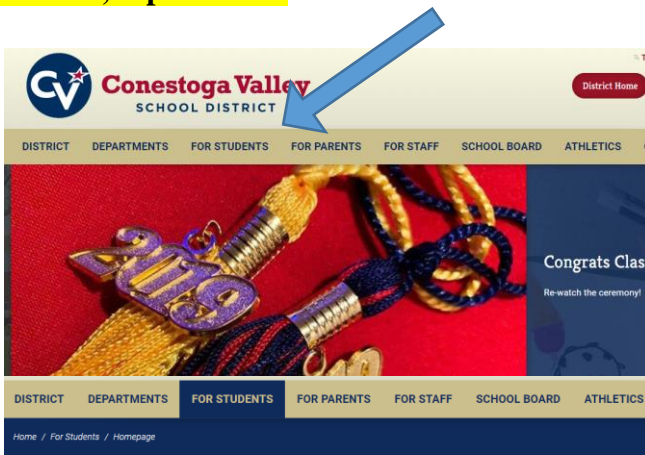 CV Conestoga Valley
SCHOOL DISTRICT
District Home
DISTRICT DEPARTMENTS FOR STUDENTS FOR PARENTS FOR STAFF SCHOOL BOARD ATHLETICS
2019
Congrats Clas
Re-watch the ceremony!
DISTRICT DEPARTMENTS FOR STUDENTS FOR PARENTS FOR STAFF SCHOOL BOARD ATHLETICS
Home / For Students / Homepage